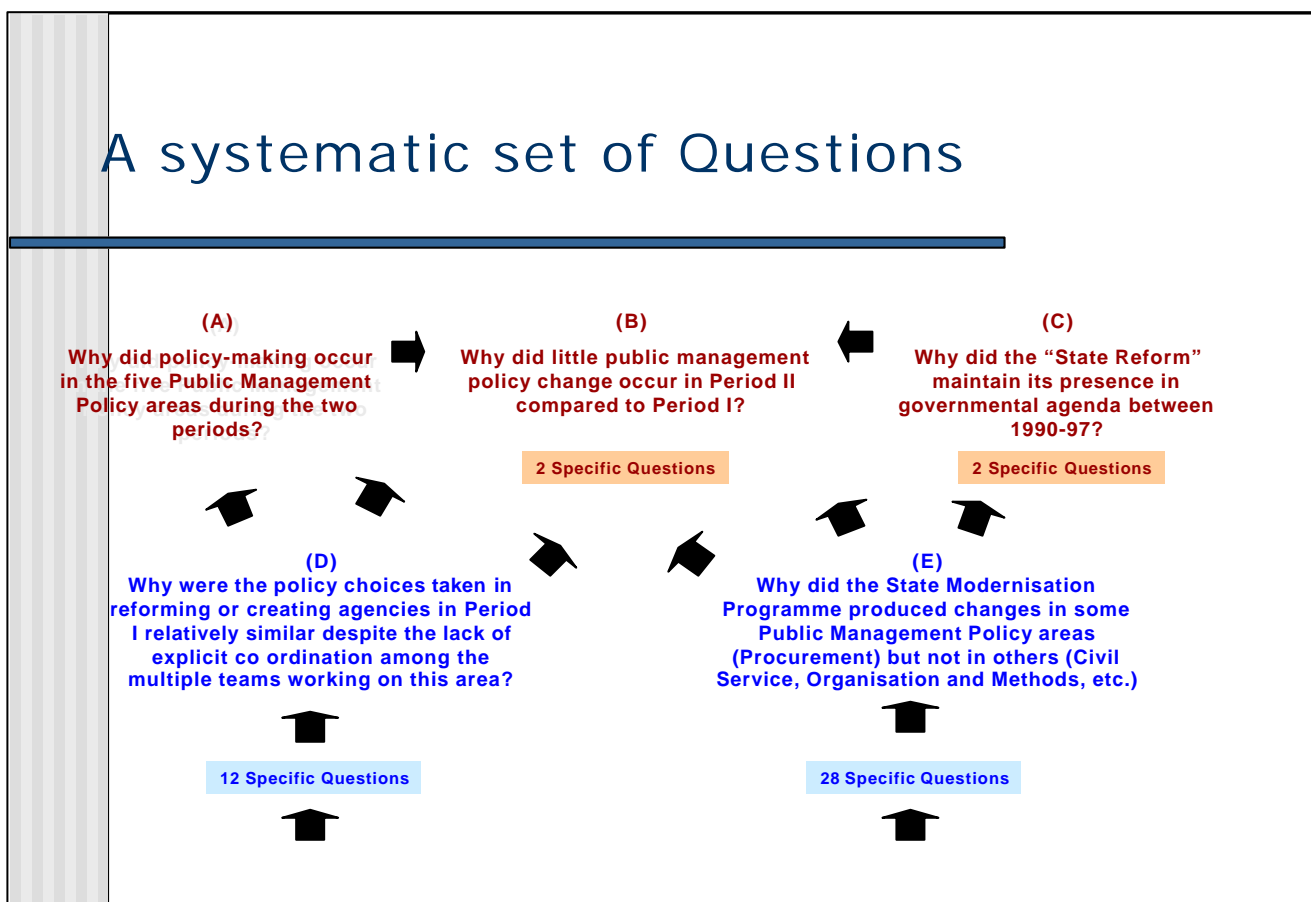 A systematic set of Questions
(A)
Why did policy-making occur
in the five Public Management
Policy areas during the two
periods?
(B)
Why did little public management
policy change occur in Period II
compared to Period I?
2 Specific Questions
(C)
Why did the “State Reform”
maintain its presence in
governmental agenda between
1990-97?
2 Specific Questions
(D)
Why were the policy choices taken in
reforming or creating agencies in Period
I relatively similar despite the lack of
explicit co ordination among the
multiple teams working on this area?
12 Specific Questions
(E)
Why did the State Modernisation
Programme produced changes in some
Public Management Policy areas
(Procurement) but not in others (Civil
Service, Organisation and Methods, etc.)
28 Specific Questions